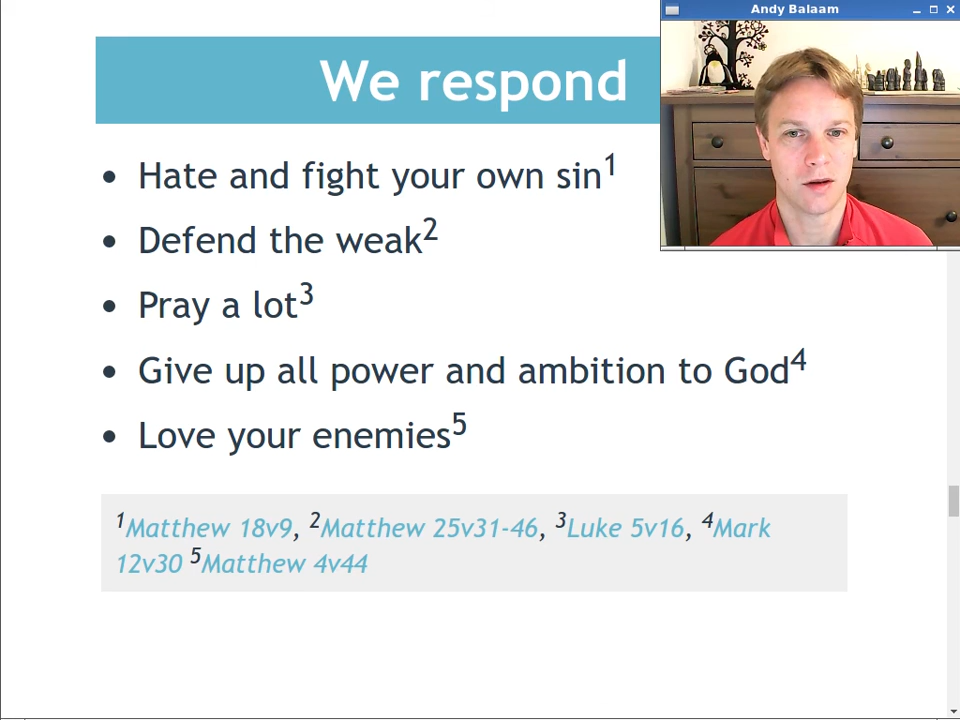 Andy Balaam
We respond
• Hate and fight your own sin1
• Defend the weak2
• Pray a lot3
• Give up all power and ambition to God4
• Love your enemies5
1Matthew 18v9, 2Matthew 25v31-46, 3Luke 5v16, 4Mark
12v30 5Matthew 4v44